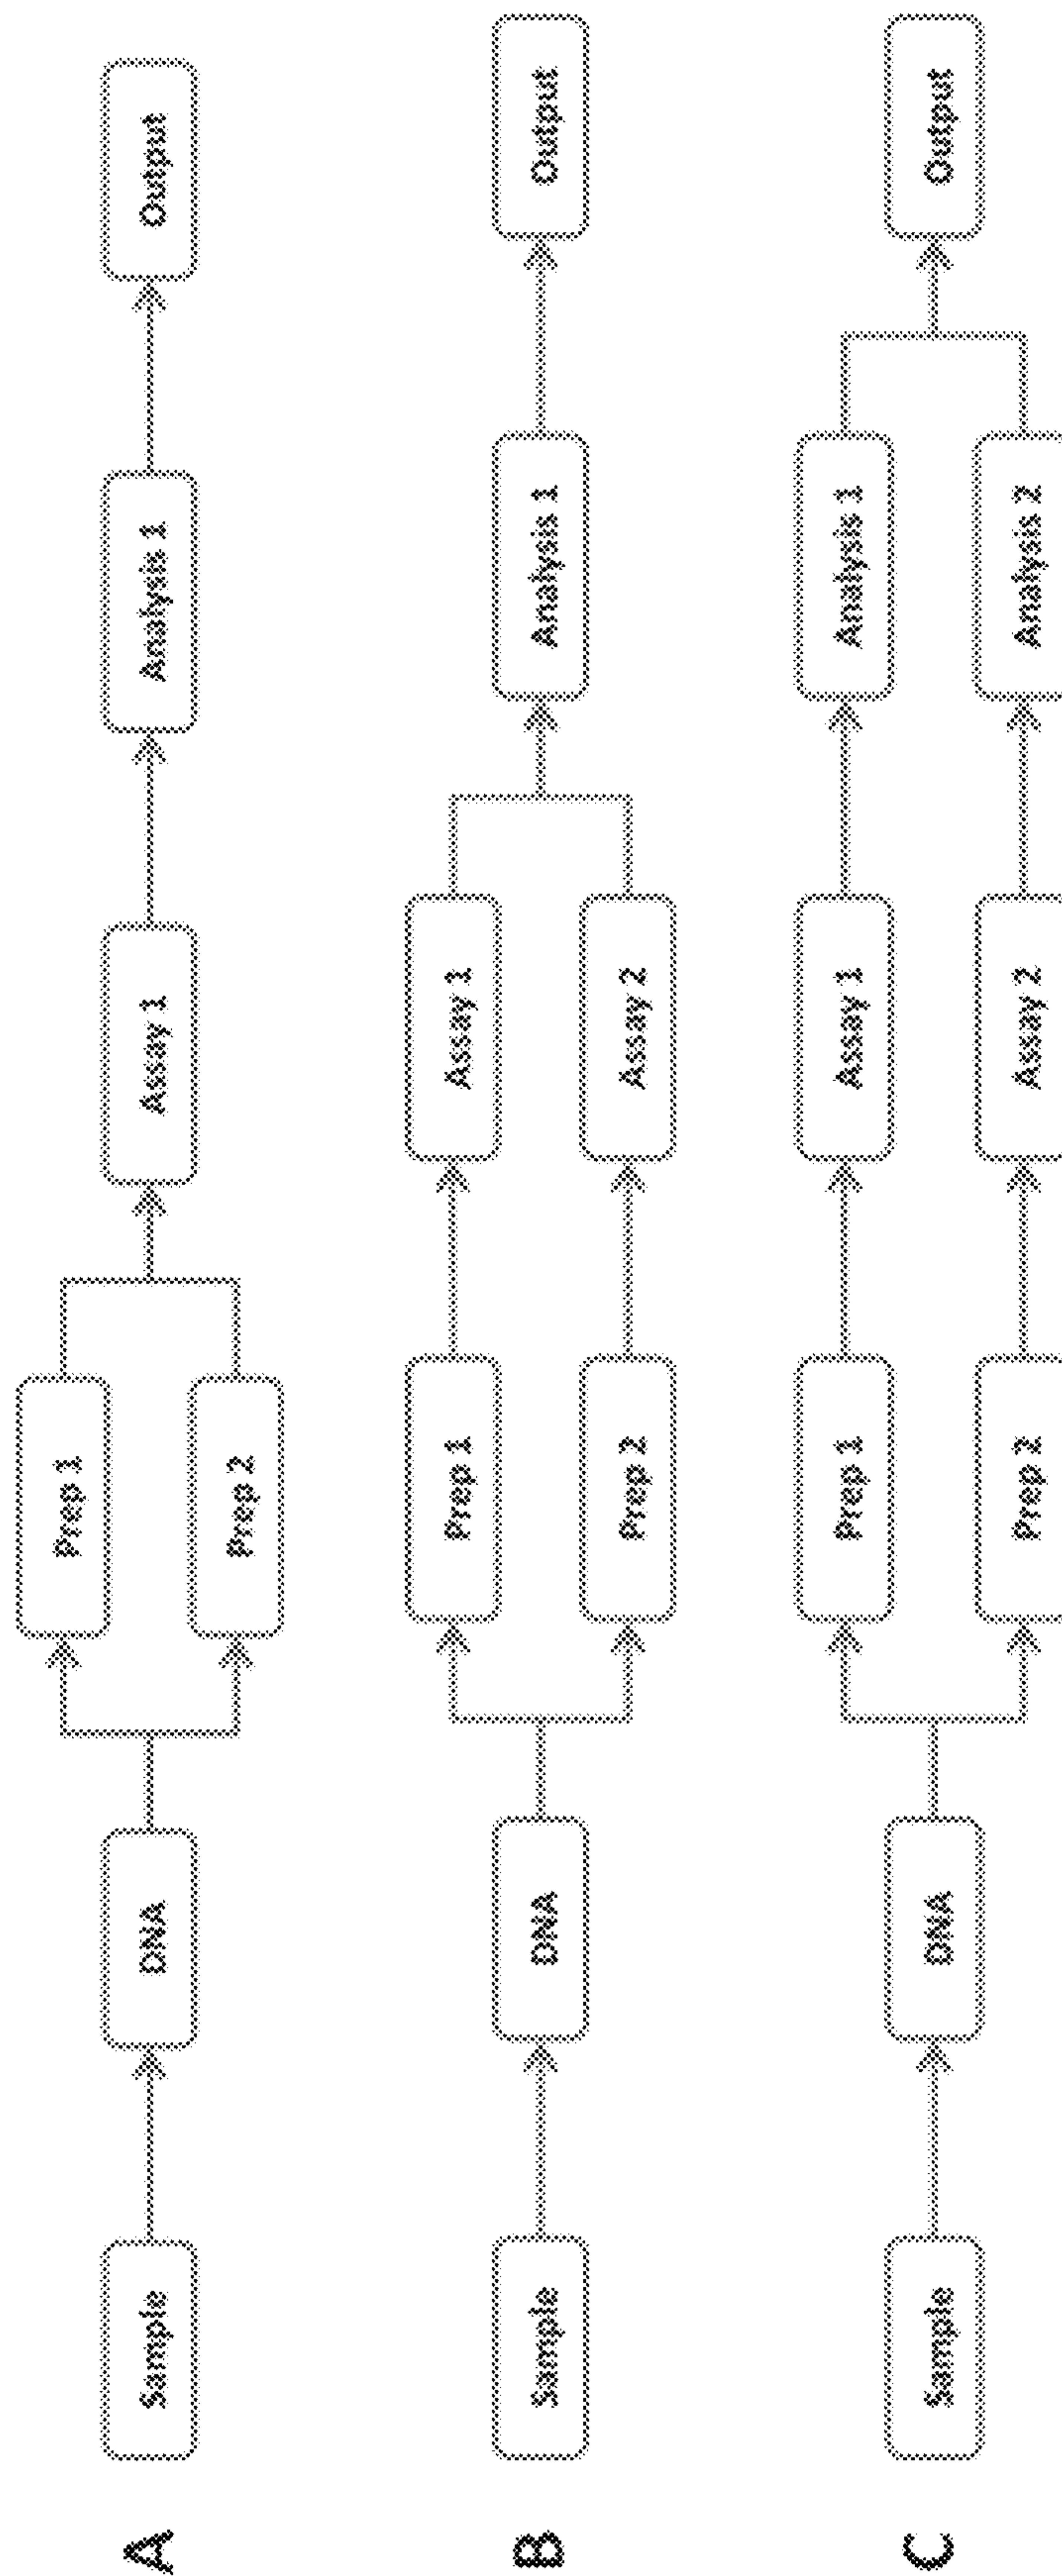 A
Sample
DNA
Prep 1
Prep 2
Assay 1
Analysis 1
Output
B
Sample
DNA
Prep 1
Prep 2
Assay 1
Assay 2
Analysis 1
Output
C
Sample
DNA
Prep 1
Prep 2
Assay 1
Assay 2
Analysis 1
Analysis 2
Output